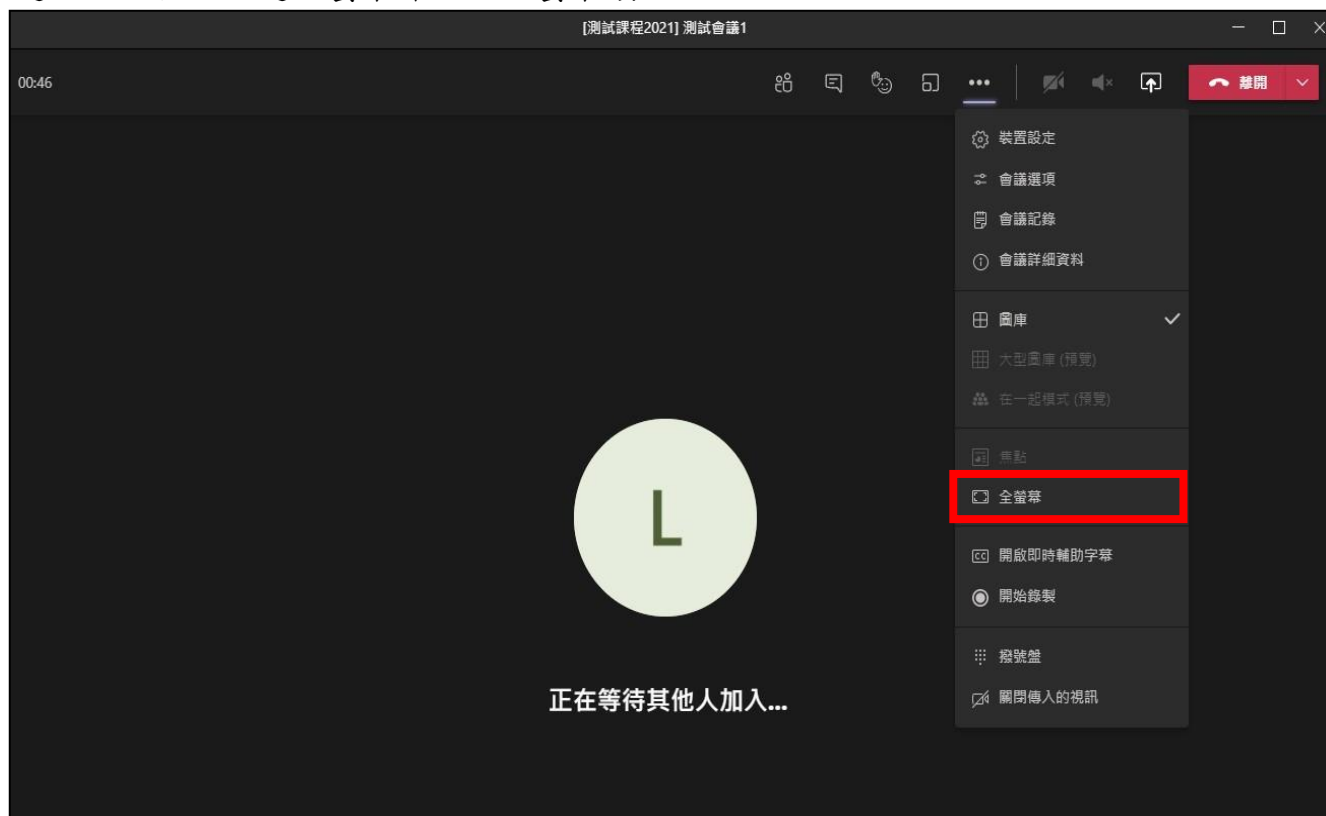 [測試課程2021] 測試會議1
00:46
離開
裝置設定
會議選項
會議記錄
會議詳細資料
圖庫
大型圖庫 (預覽)
在一起模式 (預覽)
焦點
全螢幕
CC 開啟即時輔助字幕
開始錄製
撥號盤
關閉傳入的視訊
L
正在等待其他人加入...